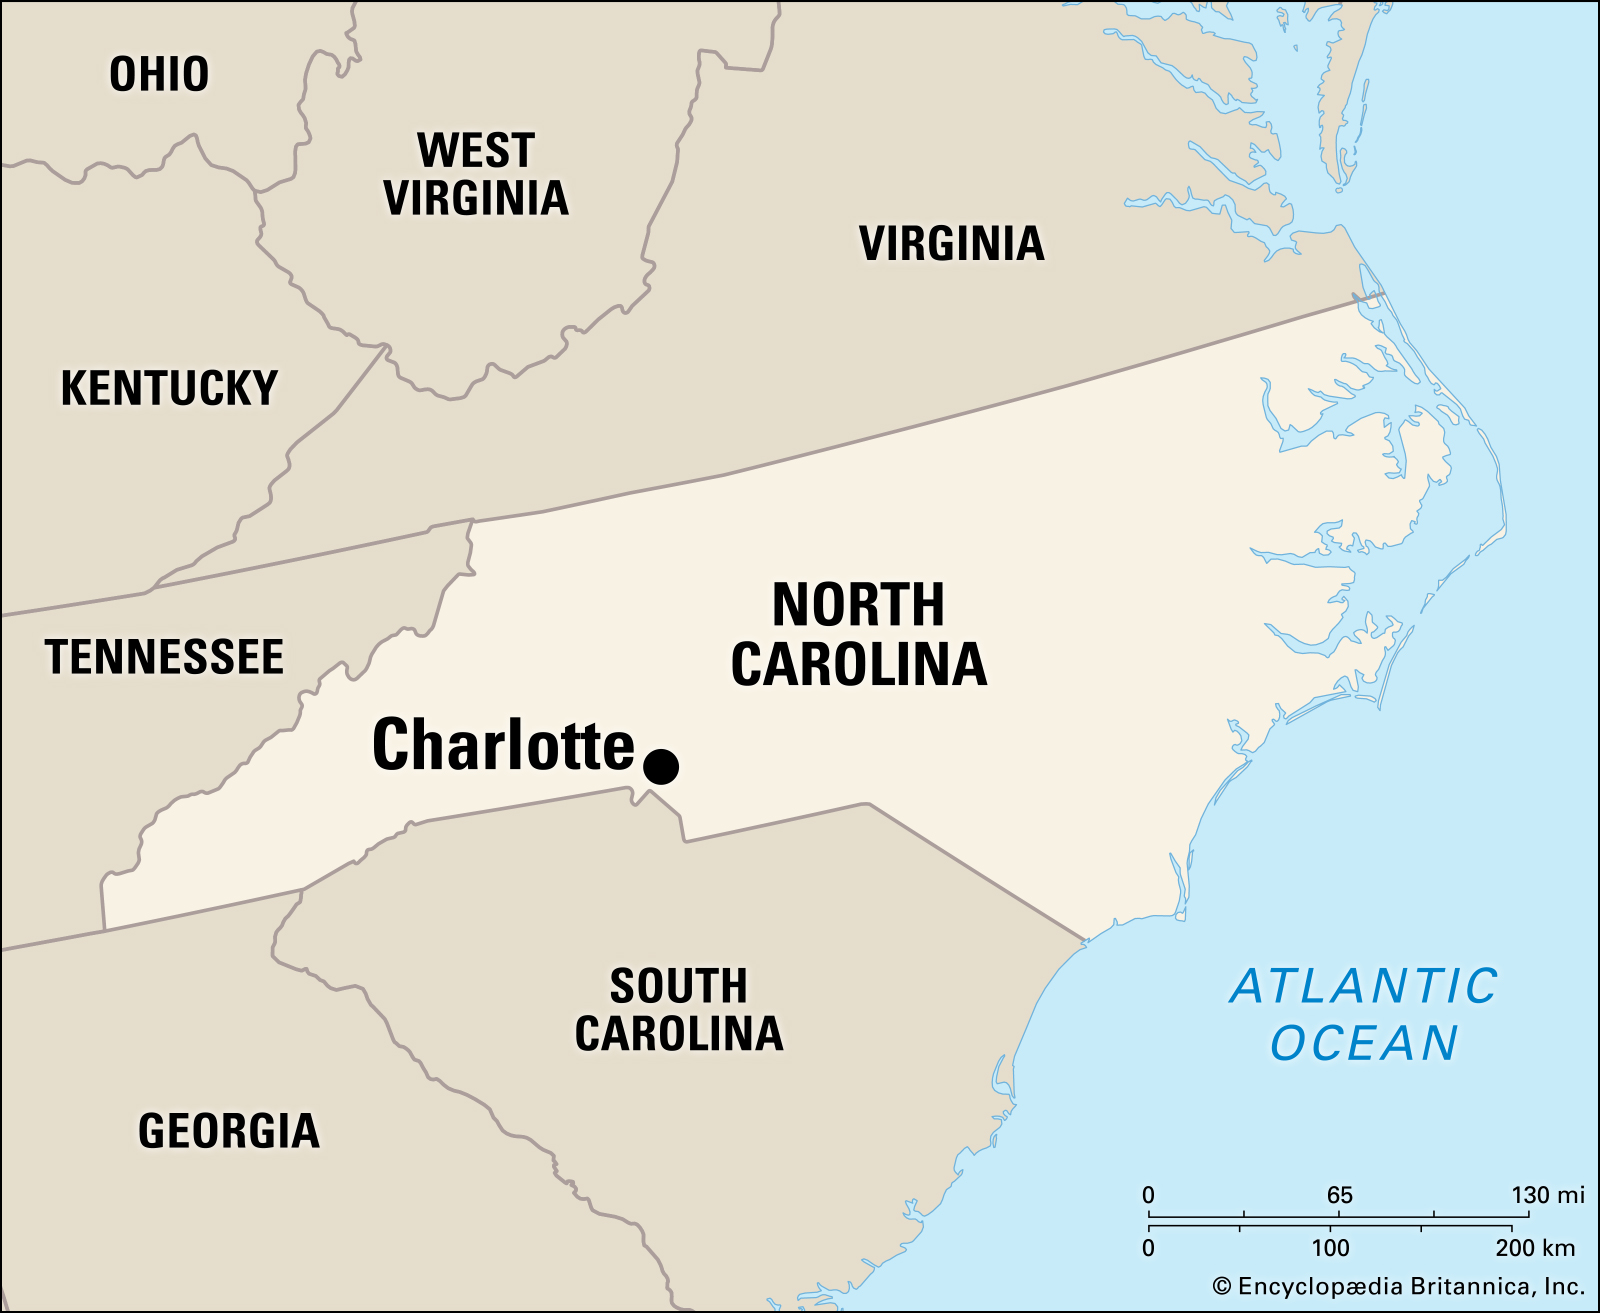 OHIO
WEST
VIRGINIA
VIRGINIA
KENTUCKY
TENNESSEE
NORTH
CAROLINA
Charlotte
SOUTH
CAROLINA
ATLANTIC
OCEAN
GEORGIA
0 65 130 mi
0 100 200 km
© Encyclopædia Britannica, Inc.